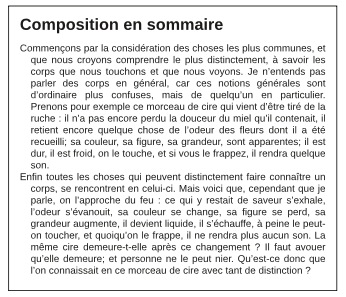 Composition en sommaire
Commençons par la considération des choses les plus communes, et
que nous croyons comprendre le plus distinctement, à savoir les
corps que nous touchons et que nous voyons. Je n’entends pas
parler des corps en général, car ces notions générales sont
d’ordinaire plus confuses, mais de quelqu’un en particulier.
Prenons pour exemple ce morceau de cire qui vient d’être tiré de la
ruche : il n’a pas encore perdu la douceur du miel qu’il contenait, il
retient encore quelque chose de l’odeur des fleurs dont il a été
recueilli; sa couleur, sa figure, sa grandeur, sont apparentes; il est
dur, il est froid, on le touche, et si vous le frappez, il rendra quelque
son.
Enfin toutes les choses qui peuvent distinctement faire connaître un
corps, se rencontrent en celui-ci. Mais voici que, cependant que je
parle, on l’approche du feu : ce qui y restait de saveur s’exhale,
l’odeur s’évanouit, sa couleur se change, sa figure se perd, sa
grandeur augmente, il devient liquide, il s’échauffe, à peine le peut-
on toucher, et quoiqu’on le frappe, il ne rendra plus aucun son. La
même cire demeure-t-elle après ce changement ? Il faut avouer
qu’elle demeure; et personne ne le peut nier. Qu’est-ce donc que
l’on connaissait en ce morceau de cire avec tant de distinction ?